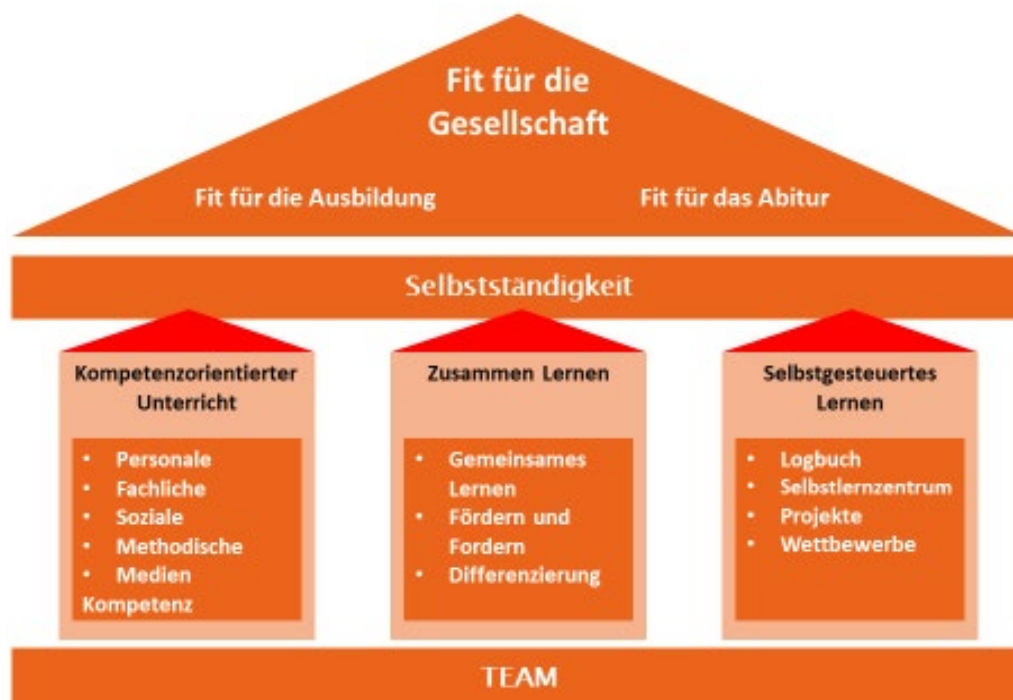 Fit für die
Gesellschaft
Fit für die Ausbildung
Fit für das Abitur
Selbstständigkeit
Kompetenzorientierter
Unterricht
• Personale
• Fachliche
• Soziale
• Methodische
• Medien
Kompetenz
Zusammen Lernen
• Gemeinsames
Lernen
• Fördern und
Fordern
• Differenzierung
Selbstgesteuertes
Lernen
• Logbuch
• Selbstlernzentrum
• Projekte
• Wettbewerbe
TEAM